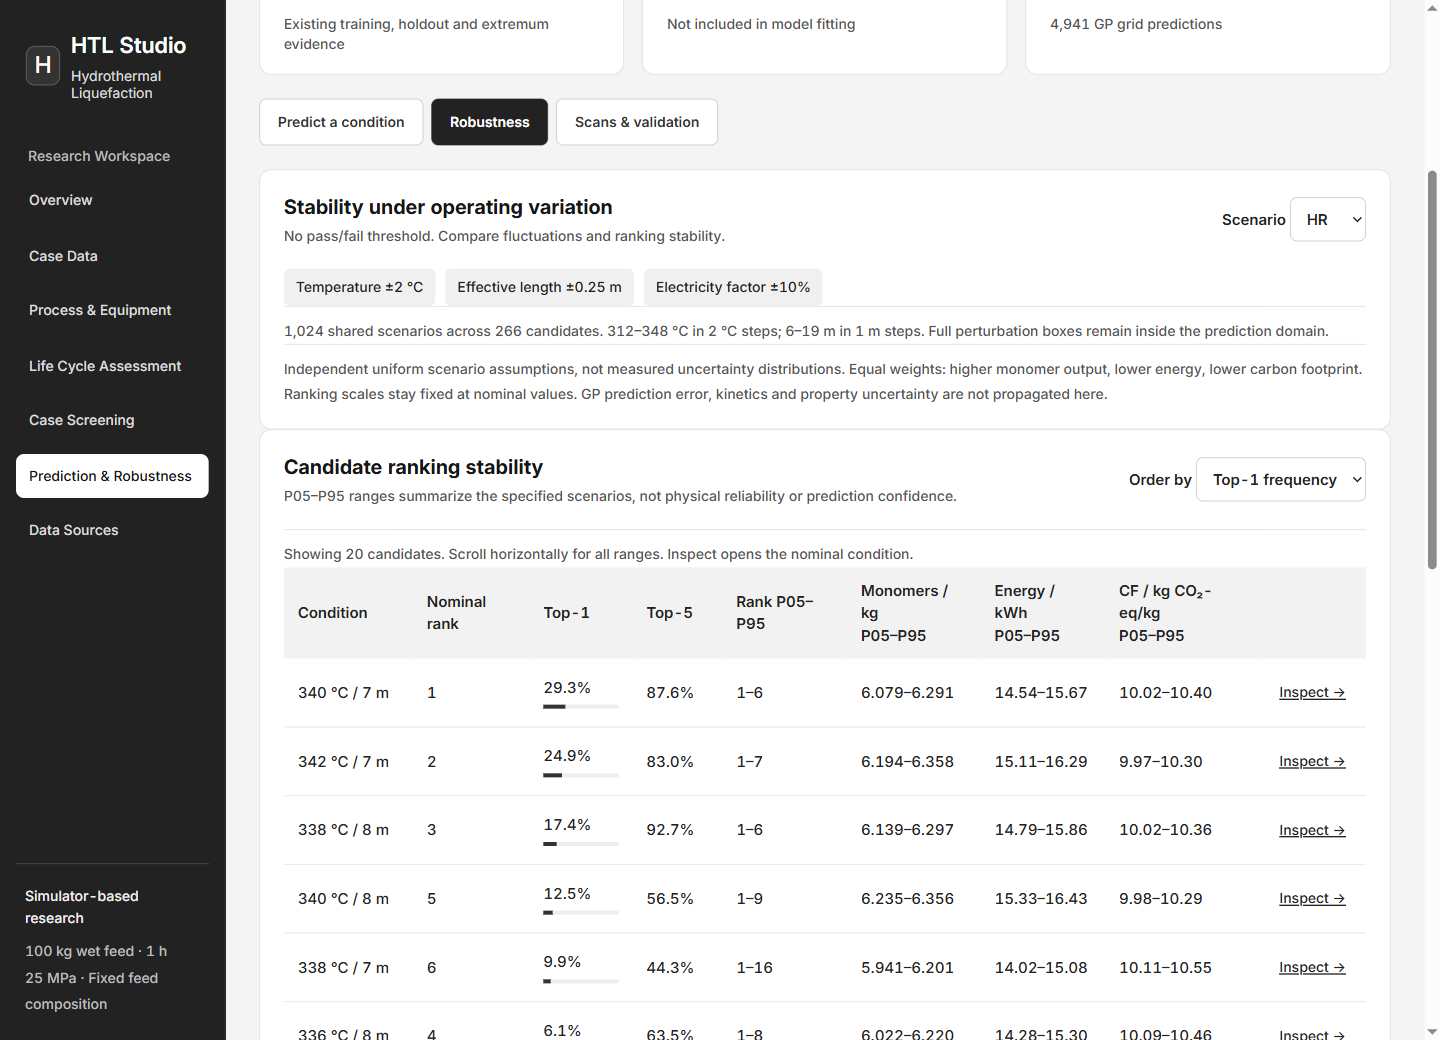 H
HTL Studio
Hydrothermal
Liquefaction
Research Workspace
Overview
Case Data
Process & Equipment
Life Cycle Assessment
Case Screening
Prediction & Robustness
Data Sources
Simulator-based
research
100 kg wet feed · 1 h
25 MPa · Fixed feed
composition
Existing training, holdout and extremum
evidence
Not included in model fitting
4,941 GP grid predictions
Predict a condition
Robustness
Scans & validation
Stability under operating variation
No pass/fail threshold. Compare fluctuations and ranking stability.
Scenario HR
Temperature ±2 °C
Effective length ±0.25 m
Electricity factor ±10%
1,024 shared scenarios across 266 candidates. 312–348 °C in 2 °C steps; 6–19 m in 1 m steps. Full perturbation boxes remain inside the prediction domain.
Independent uniform scenario assumptions, not measured uncertainty distributions. Equal weights: higher monomer output, lower energy, lower carbon footprint.
Ranking scales stay fixed at nominal values. GP prediction error, kinetics and property uncertainty are not propagated here.
Candidate ranking stability
P05–P95 ranges summarize the specified scenarios, not physical reliability or prediction confidence.
Order by Top-1 frequency
Showing 20 candidates. Scroll horizontally for all ranges. Inspect opens the nominal condition.
Condition
Nominal
rank
Top-1
Top-5
Rank P05–
P95
Monomers /
kg
P05–P95
Energy /
kWh
P05–P95
CF / kg CO₂-
eq/kg
P05–P95
340 °C / 7 m 1 29.3% 87.6% 1–6 6.079–6.291 14.54–15.67 10.02–10.40 Inspect →
342 °C / 7 m 2 24.9% 83.0% 1–7 6.194–6.358 15.11–16.29 9.97–10.30 Inspect →
338 °C / 8 m 3 17.4% 92.7% 1–6 6.139–6.297 14.79–15.86 10.02–10.36 Inspect →
340 °C / 8 m 5 12.5% 56.5% 1–9 6.235–6.356 15.33–16.43 9.98–10.29 Inspect →
338 °C / 7 m 6 9.9% 44.3% 1–16 5.941–6.201 14.02–15.08 10.11–10.55 Inspect →
336 °C / 8 m 4 6.1% 63.5% 1–8 6.022–6.220 14.28–15.30 10.09–10.46 Inspect →